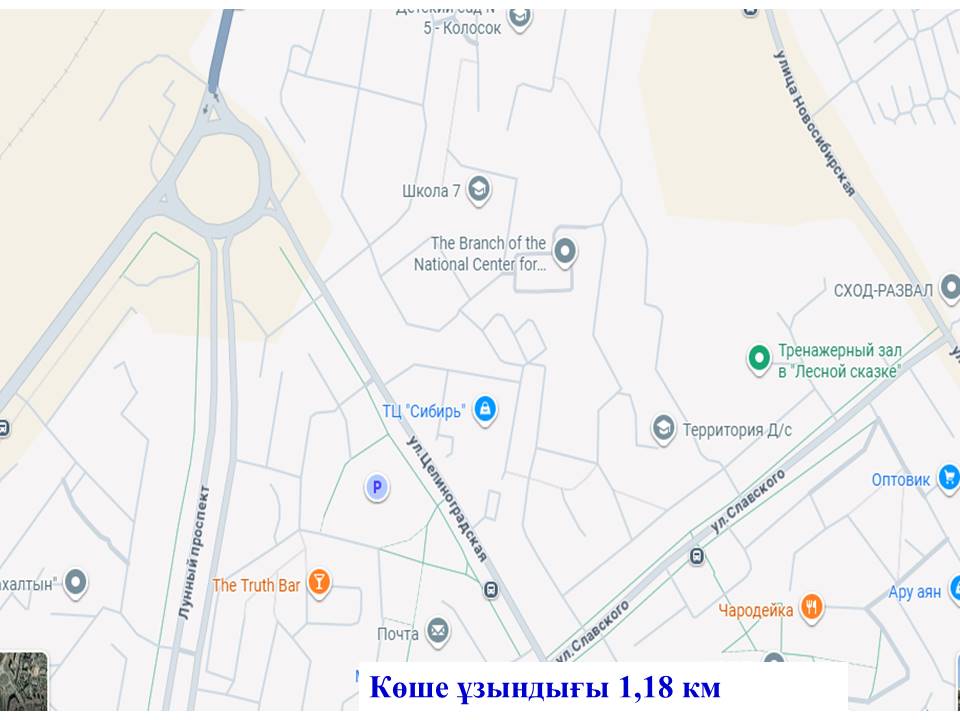 Детский сад N
5 - Колосок
улица Новосибирская
Школа 7
The Branch of the
National Center for...
СХОД-РАЗВАЛ
Тренажерный зал
в "Лесной сказке"
ТЦ "Сибирь"
Территория Д/с
ул.Целиноградская
P
Оптовик
ул.Славского
Лунный проспект
The Truth Bar
Ару аян
Чародейка
Почта
ул.Славского
Көше ұзындығы 1,18 км